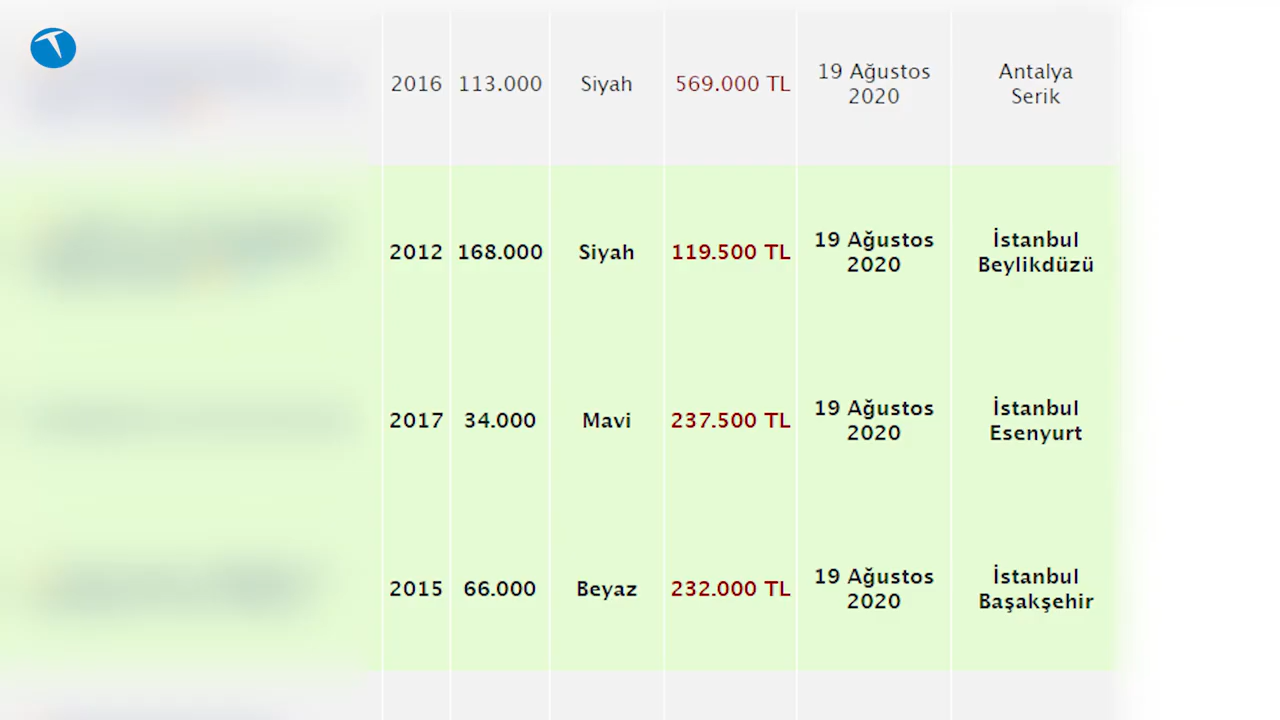 2016 113.000 Siyah 569.000 TL 19 Ağustos 2020 Antalya Serik
2012 168.000 Siyah 119.500 TL 19 Ağustos 2020 İstanbul Beylikdüzü
2017 34.000 Mavi 237.500 TL 19 Ağustos 2020 İstanbul Esenyurt
2015 66.000 Beyaz 232.000 TL 19 Ağustos 2020 İstanbul Başakşehir